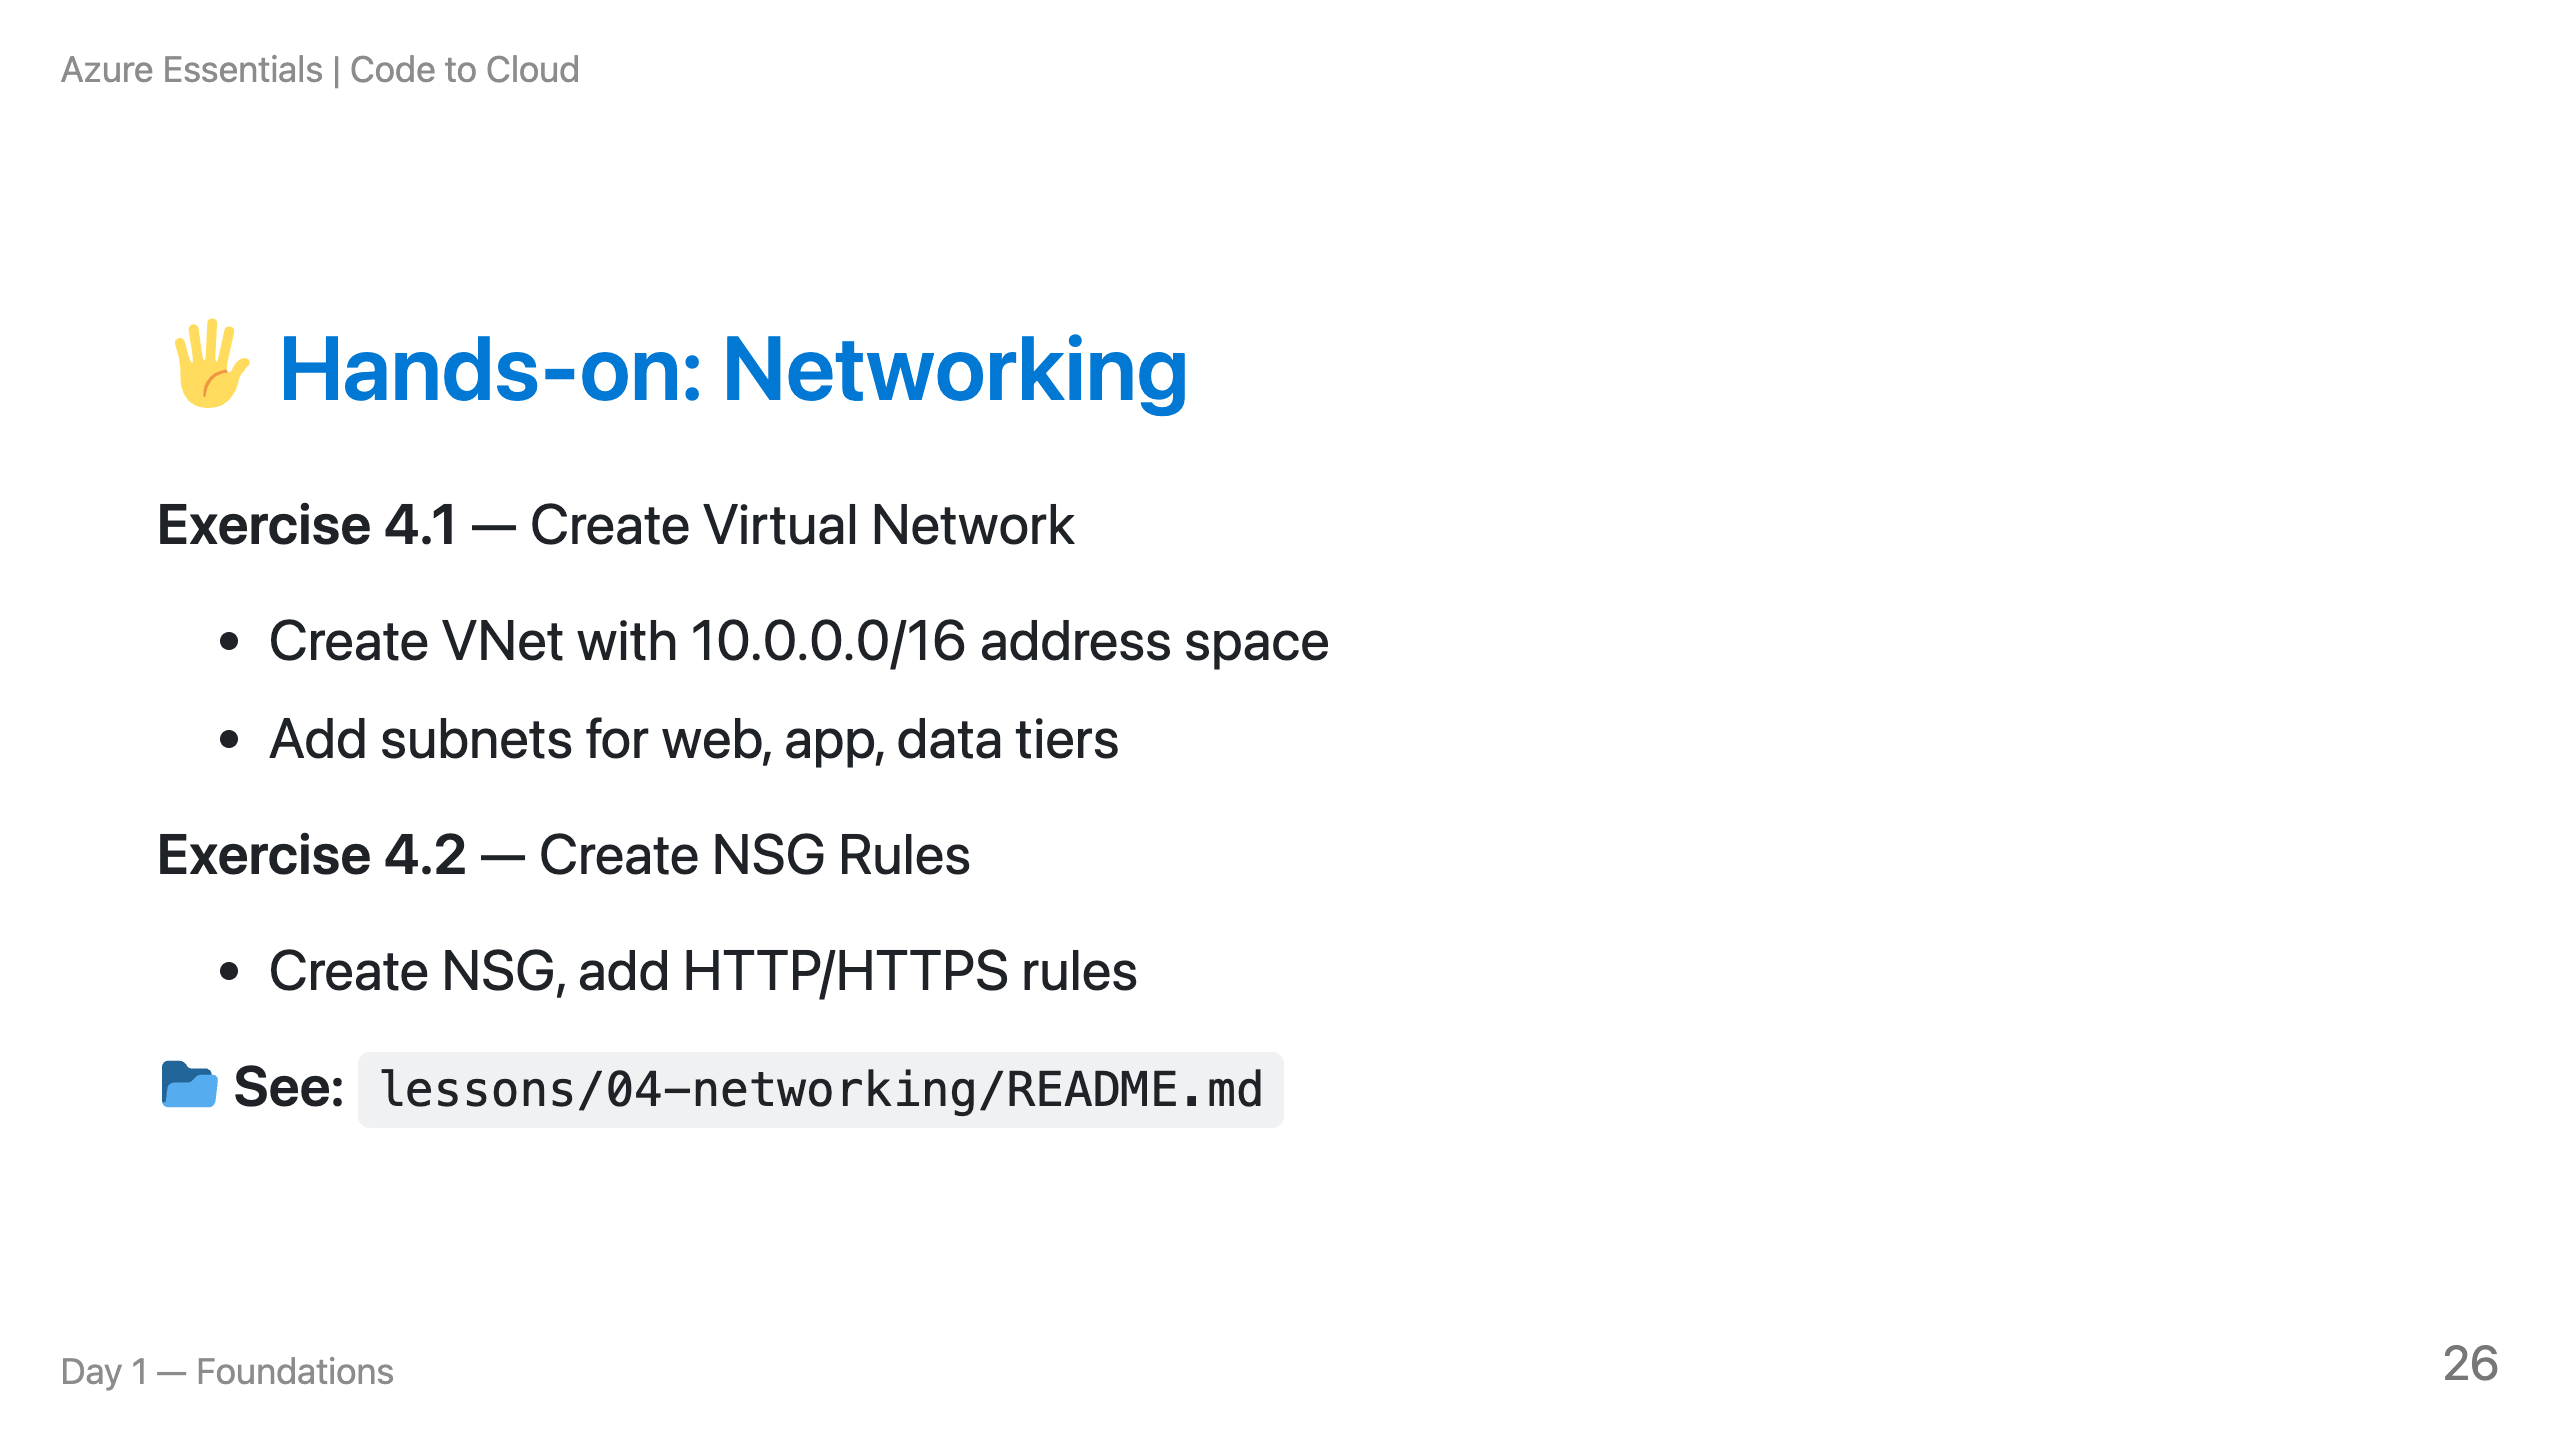 Azure Essentials | Code to Cloud
🖐 Hands-on: Networking
Exercise 4.1 — Create Virtual Network
• Create VNet with 10.0.0.0/16 address space
• Add subnets for web, app, data tiers
Exercise 4.2 — Create NSG Rules
• Create NSG, add HTTP/HTTPS rules
📂 See: lessons/04-networking/README.md
Day 1 — Foundations
26